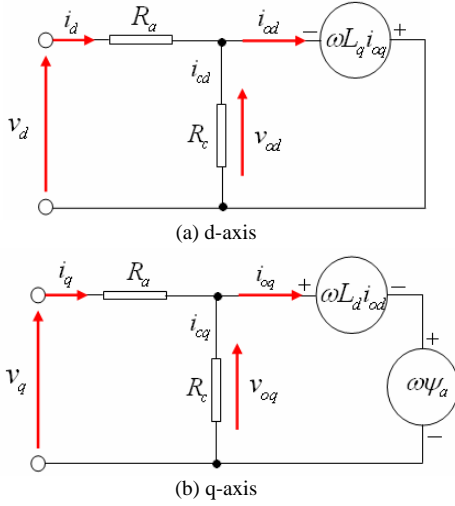 i_d R_a i_od − ωL_q i_oq +
i_cd
v_d R_c v_od
(a) d-axis
i_q R_a i_oq + ωL_d i_od −
i_cq +
v_q R_c v_oq ωψ_a
−
(b) q-axis